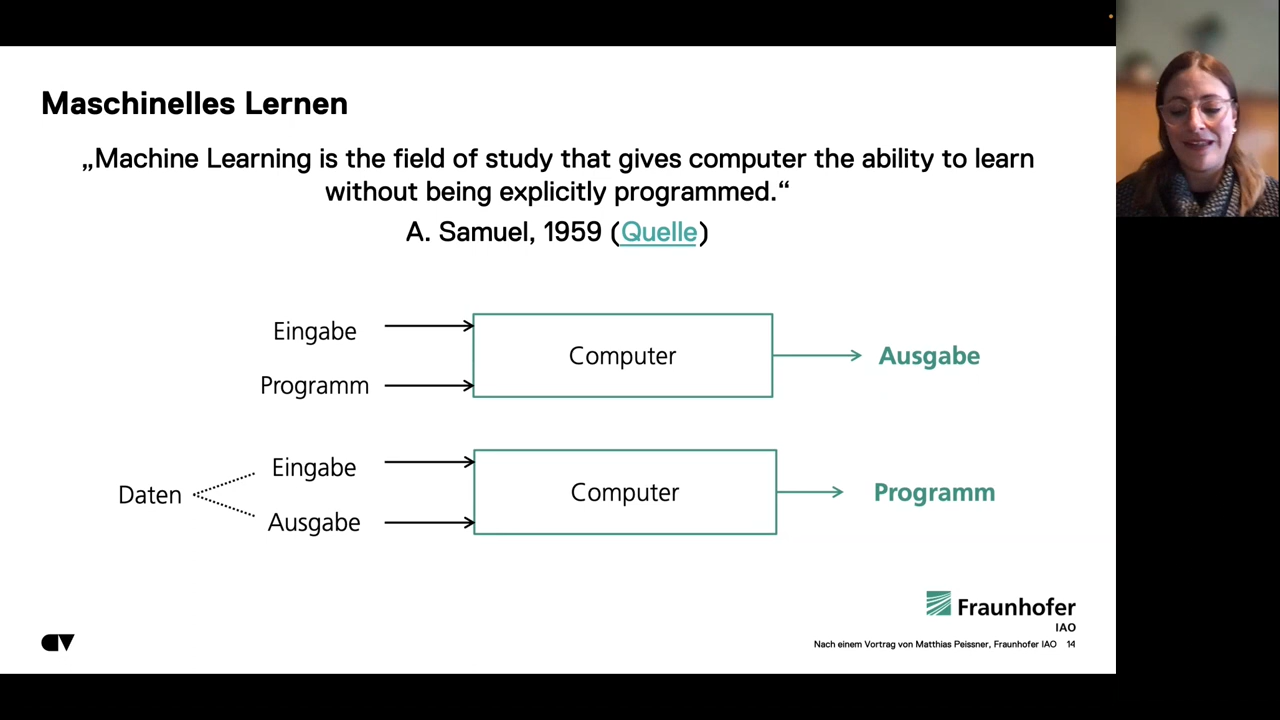 Maschinelles Lernen
„Machine Learning is the field of study that gives computer the ability to learn
without being explicitly programmed.“
A. Samuel, 1959 (Quelle)
Eingabe
Programm
Computer
Ausgabe
Daten
Eingabe
Ausgabe
Computer
Programm
Fraunhofer
IAO
Nach einem Vortrag von Matthias Peissner, Fraunhofer IAO 14